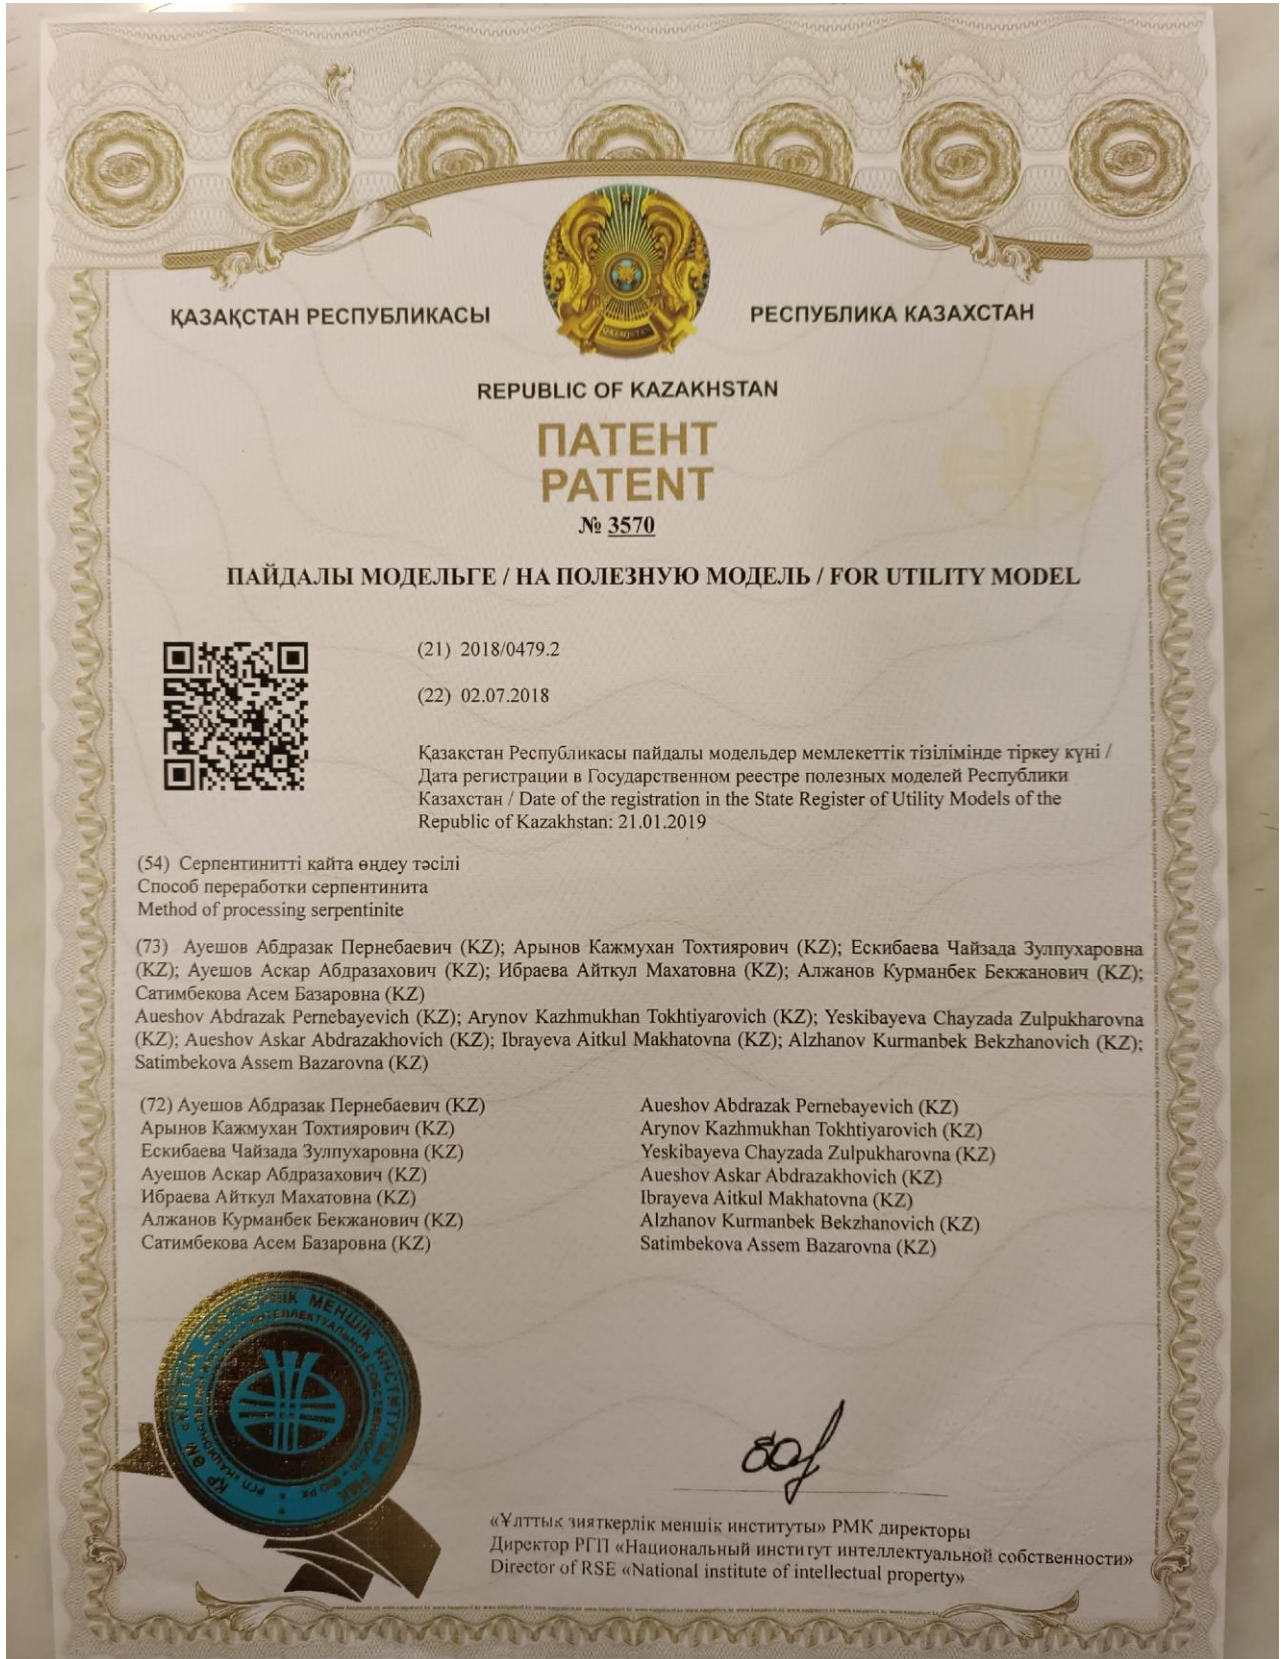 ҚАЗАҚСТАН РЕСПУБЛИКАСЫ
РЕСПУБЛИКА КАЗАХСТАН
REPUBLIC OF KAZAKHSTAN
ПАТЕНТ
PATENT
№ 3570
ПАЙДАЛЫ МОДЕЛЬГЕ / НА ПОЛЕЗНУЮ МОДЕЛЬ / FOR UTILITY MODEL
(21) 2018/0479.2
(22) 02.07.2018
Қазақстан Республикасы пайдалы модельдер мемлекеттік тізілімінде тіркеу күні /
Дата регистрации в Государственном реестре полезных моделей Республики
Казахстан / Date of the registration in the State Register of Utility Models of the
Republic of Kazakhstan: 21.01.2019
(54) Серпентинитті қайта өңдеу тәсілі
Способ переработки серпентинита
Method of processing serpentinite
(73) Ауешов Абдразак Пернебаевич (KZ); Арынов Кажмухан Тохтиярович (KZ); Ескибаева Чайзада Зулпухаровна
(KZ); Ауешов Аскар Абдразахович (KZ); Ибраева Айткул Махатовна (KZ); Алжанов Курманбек Бекжанович (KZ);
Сатимбекова Асем Базаровна (KZ)
Aueshov Abdrazak Pernebayevich (KZ); Arynov Kazhmukhan Tokhtiyarovich (KZ); Yeskibayeva Chayzada Zulpukharovna
(KZ); Aueshov Askar Abdrazakhovich (KZ); Ibrayeva Aitkul Makhatovna (KZ); Alzhanov Kurmanbek Bekzhanovich (KZ);
Satimbekova Assem Bazarovna (KZ)
(72) Ауешов Абдразак Пернебаевич (KZ)
Арынов Кажмухан Тохтиярович (KZ)
Ескибаева Чайзада Зулпухаровна (KZ)
Ауешов Аскар Абдразахович (KZ)
Ибраева Айткул Махатовна (KZ)
Алжанов Курманбек Бекжанович (KZ)
Сатимбекова Асем Базаровна (KZ)
Aueshov Abdrazak Pernebayevich (KZ)
Arynov Kazhmukhan Tokhtiyarovich (KZ)
Yeskibayeva Chayzada Zulpukharovna (KZ)
Aueshov Askar Abdrazakhovich (KZ)
Ibrayeva Aitkul Makhatovna (KZ)
Alzhanov Kurmanbek Bekzhanovich (KZ)
Satimbekova Assem Bazarovna (KZ)
«Ұлттық зияткерлік меншік институты» РМК директоры
Директор РГП «Национальный институт интеллектуальной собственности»
Director of RSE «National institute of intellectual property»